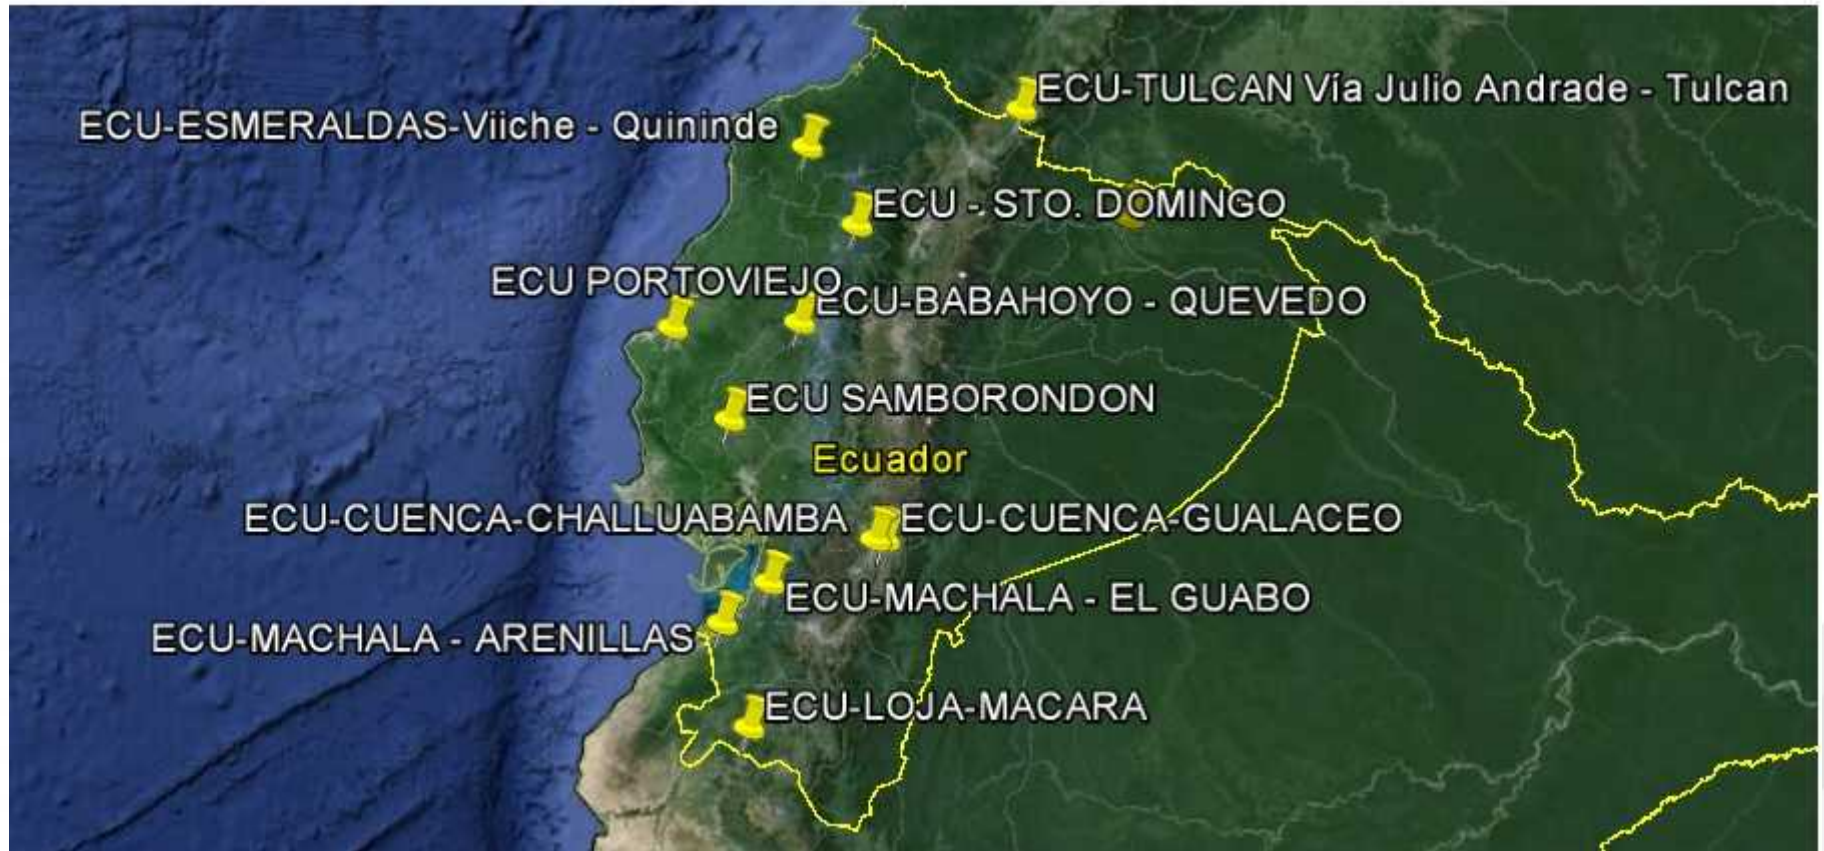 ECU-TULCAN Vía Julio Andrade - Tulcan
ECU-ESMERALDAS-Viiche - Quininde
ECU - STO. DOMINGO
ECU PORTOVIEJO
ECU-BABAHOYO - QUEVEDO
ECU SAMBORONDON
Ecuador
ECU-CUENCA-CHALLUABAMBA
ECU-CUENCA-GUALACEO
ECU-MACHALA - EL GUABO
ECU-MACHALA - ARENILLAS
ECU-LOJA-MACARA